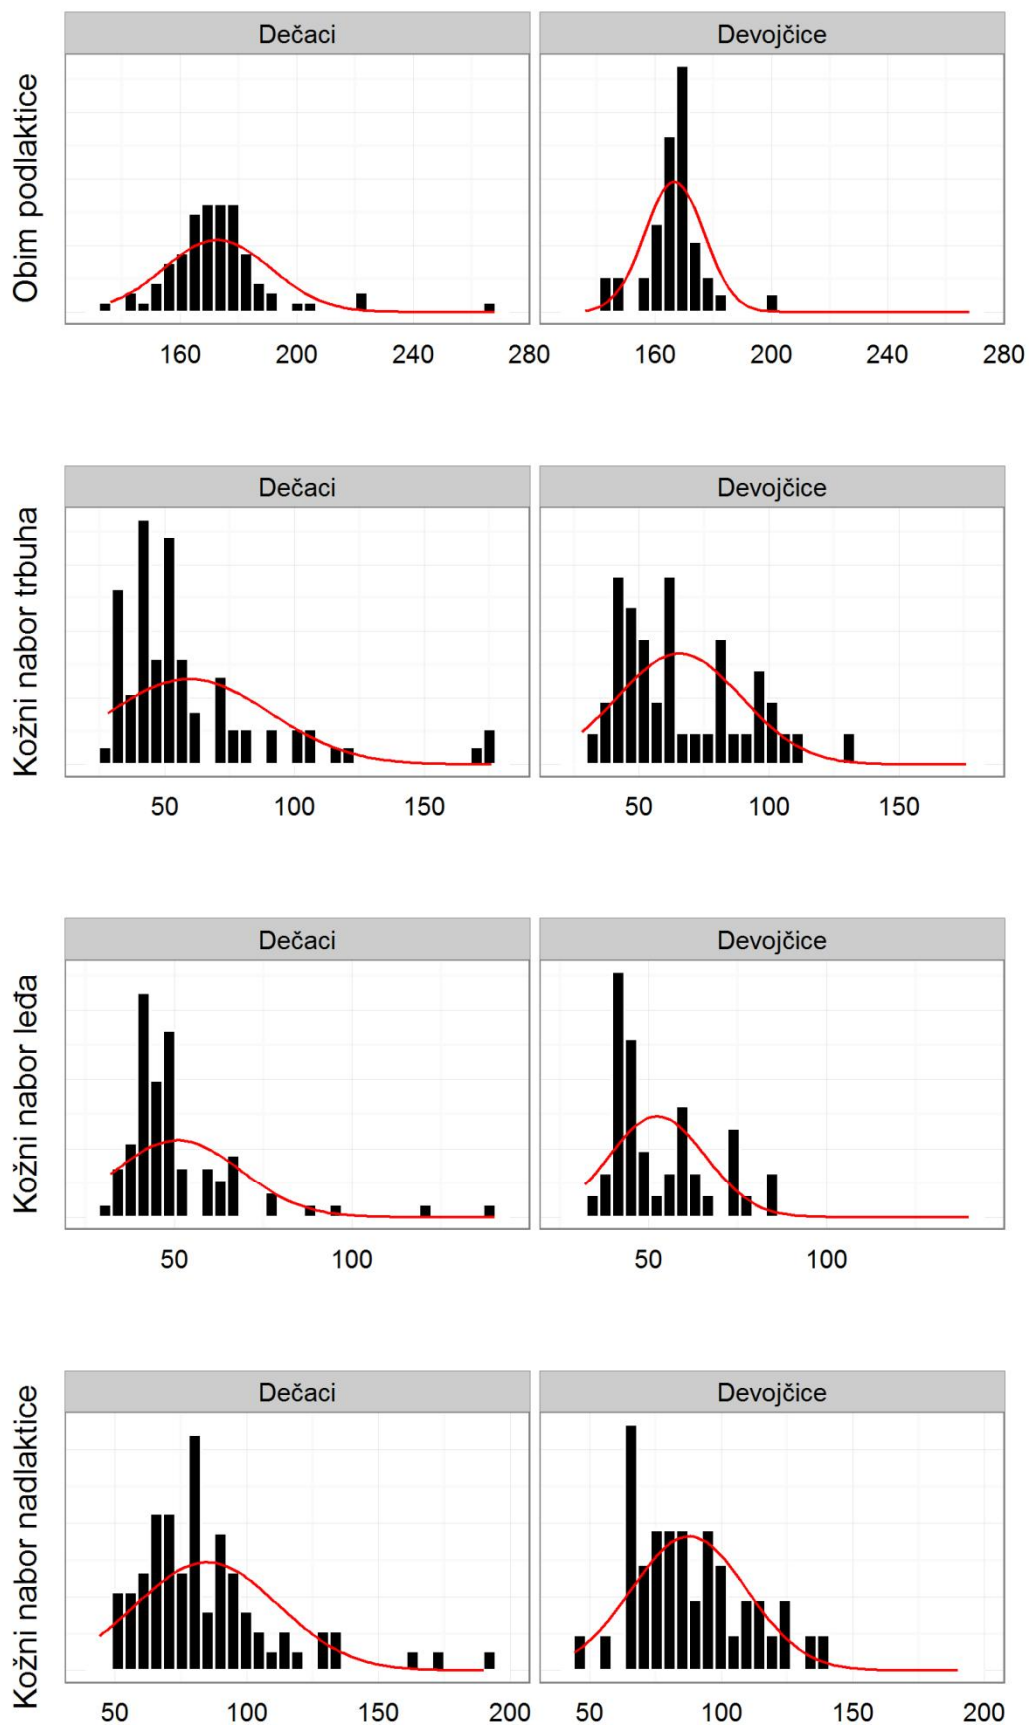 Dečaci Devojčice
Obim podlaktice
160 200 240 280 160 200 240 280
Dečaci Devojčice
Kožni nabor trbuha
50 100 150 50 100 150
Dečaci Devojčice
Kožni nabor leđa
50 100 50 100
Dečaci Devojčice
Kožni nabor nadlaktice
50 100 150 200 50 100 150 200